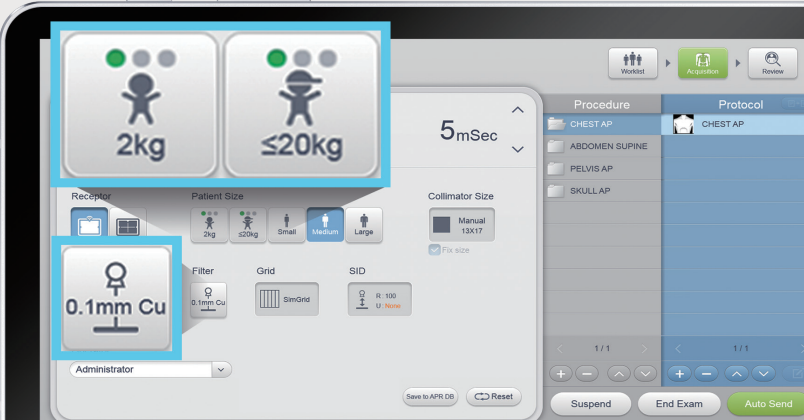 2kg
≤20kg
Worklist
Acquisition
Review
5mSec
Procedure
Protocol
CHEST AP
CHEST AP
ABDOMEN SUPINE
PELVIS AP
SKULL AP
Receptor
Patient Size
Collimator Size
2kg
≤20kg
Small
Medium
Large
Manual
13X17
Fix size
0.1mm Cu
Filter
Grid
SID
0.1mm Cu
SimGrid
R: 100
U: None
1/1
1/1
Administrator
Save to APR DB
Reset
Suspend
End Exam
Auto Send